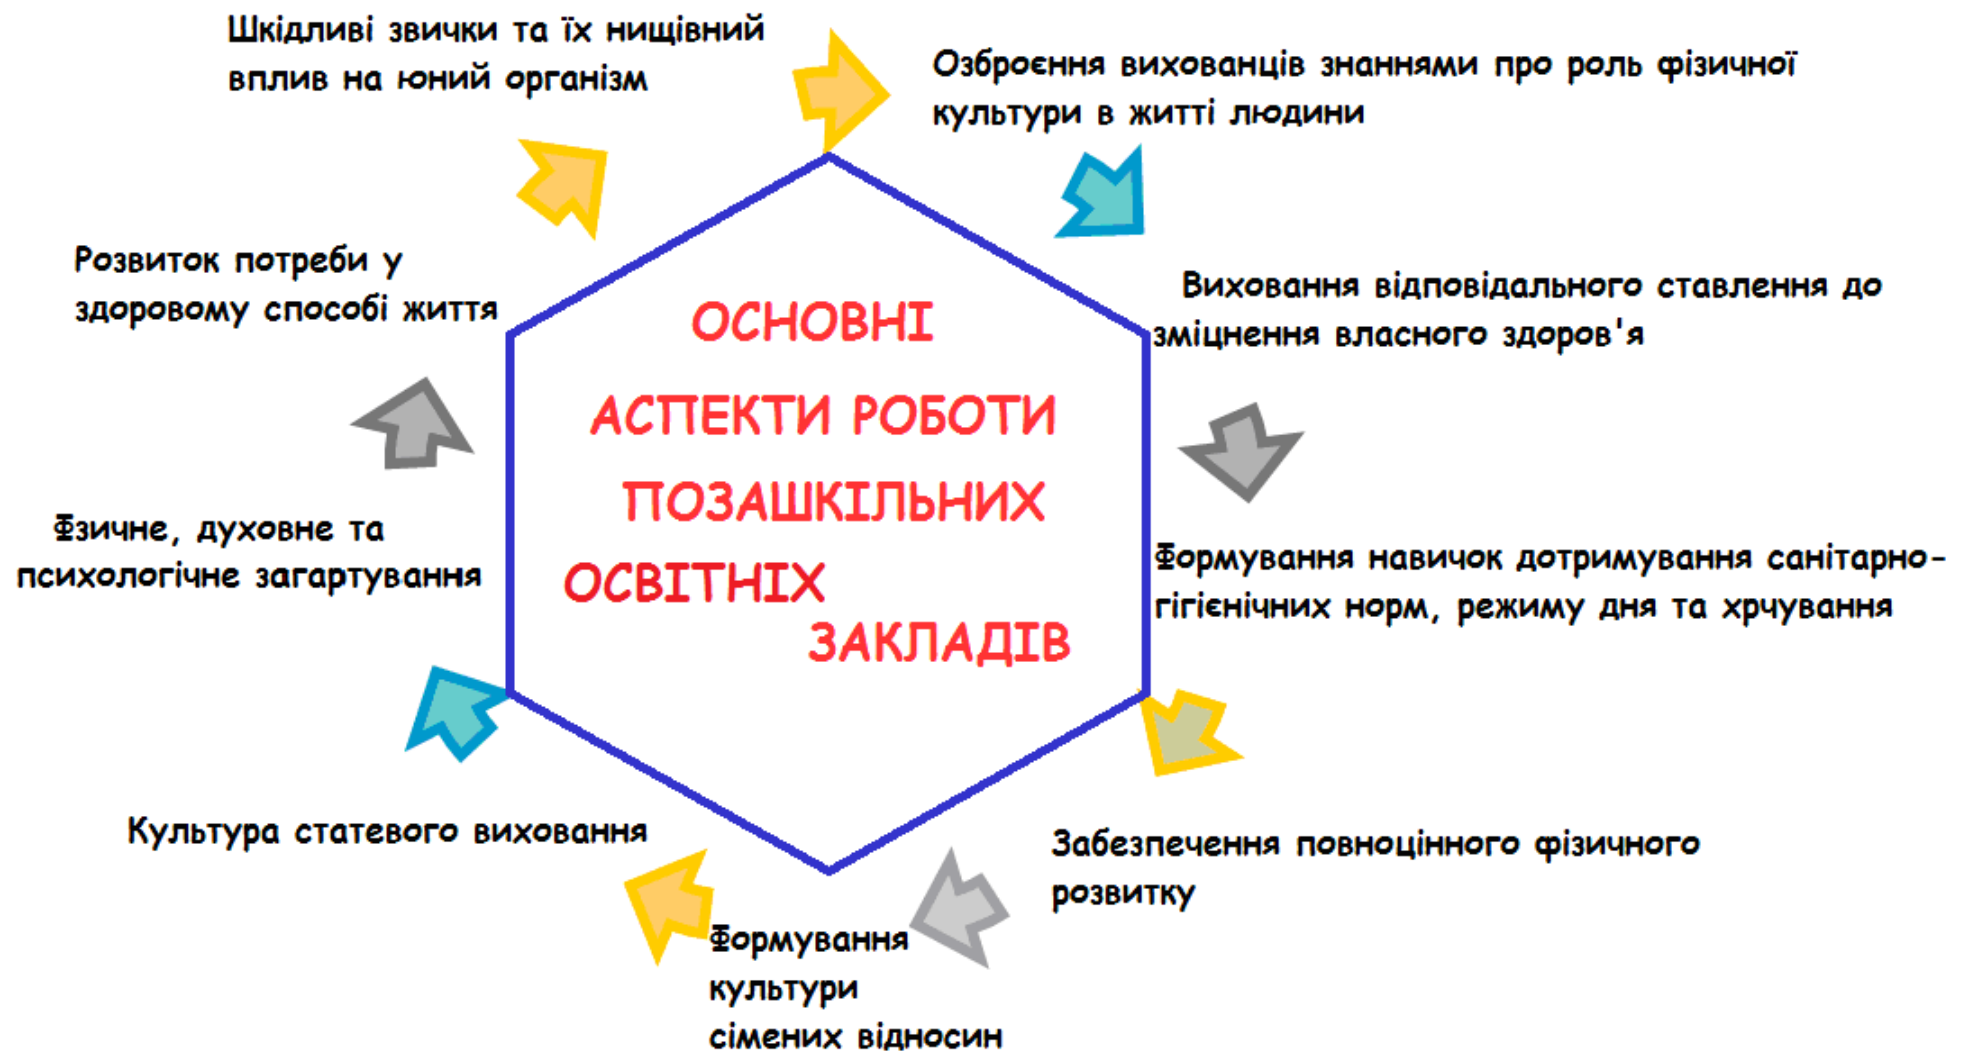 Шкідливі звички та їх нищівний
вплив на юний організм
Озброєння вихованців знаннями про роль фізичної
культури в житті людини
Розвиток потреби у
здоровому способі життя
Виховання відповідального ставлення до
зміцнення власного здоров'я
ОСНОВНІ
АСПЕКТИ РОБОТИ
ПОЗАШКІЛЬНИХ
ОСВІТНІХ
ЗАКЛАДІВ
Фзичне, духовне та
психологічне загартування
Формування навичок дотримування санітарно-
гігієнічних норм, режиму дня та хрчування
Культура статевого виховання
Забезпечення повноцінного фізичного
розвитку
Формування
культури
сімених відносин